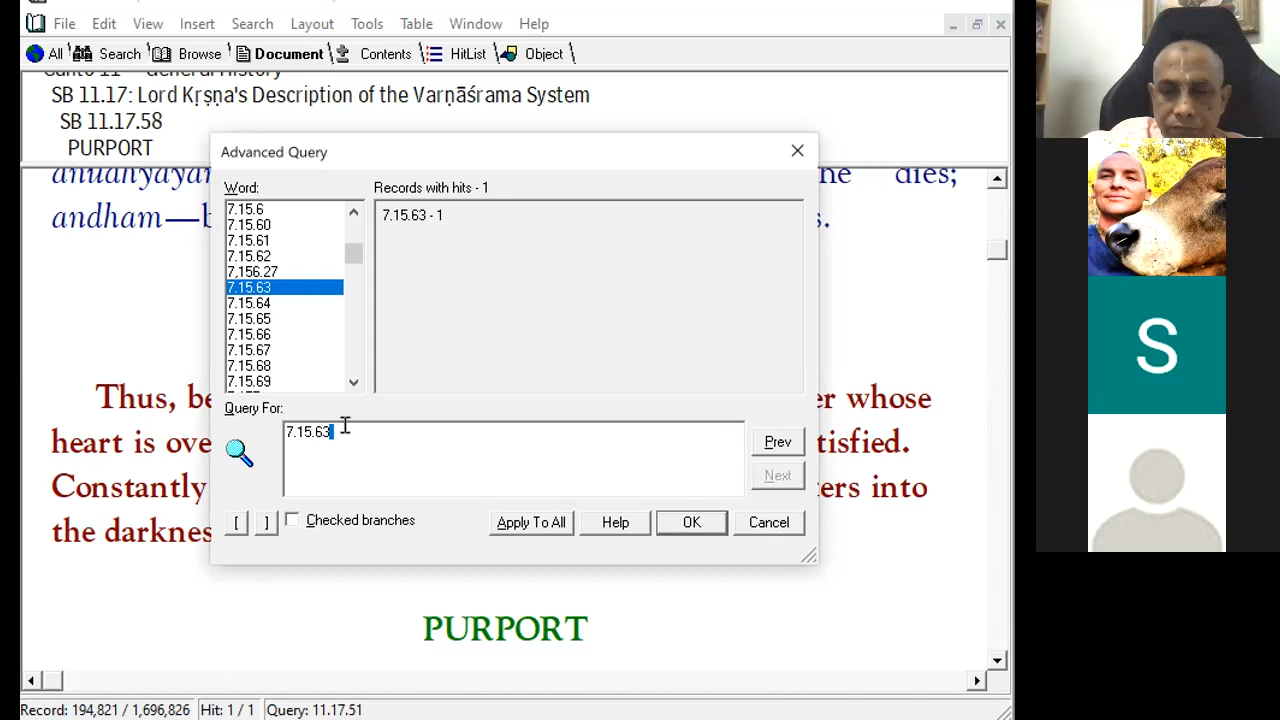 File Edit View Insert Search Layout Tools Table Window Help
All Search Browse Document Contents HitList Object
SB 11.17: Lord Kṛṣṇa's Description of the Varṇāśrama System
SB 11.17.58
PURPORT
Advanced Query
Word:
Records with hits - 1
7.15.6
7.15.60
7.15.61
7.15.62
7,156.27
7.15.63
7.15.64
7.15.65
7.15.66
7.15.67
7.15.68
7.15.69
7.15.63 - 1
he dies;
andham—b
s.
Query For:
7.15.63
Prev
Next
[ ] Checked branches Apply To All Help OK Cancel
Thus, be er whose
heart is ove tisfied.
Constantly ters into
the darknes
PURPORT
Record: 194,821 / 1,696,826 Hit: 1 / 1 Query: 11.17.51
S